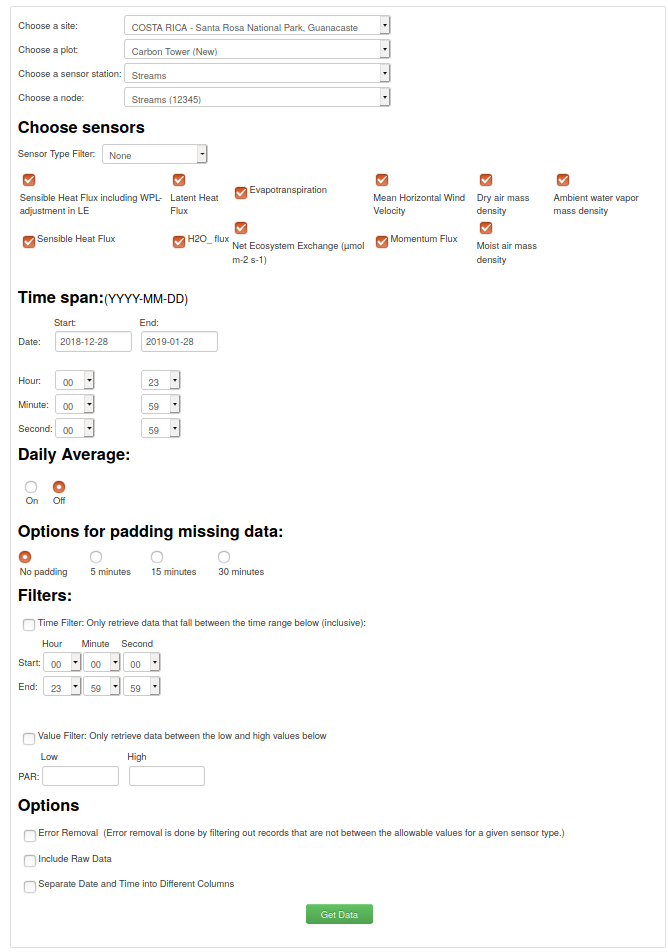 Choose a site: COSTA RICA - Santa Rosa National Park, Guanacaste
Choose a plot: Carbon Tower (New)
Choose a sensor station: Streams
Choose a node: Streams (12345)
Choose sensors
Sensor Type Filter: None
Sensible Heat Flux including WPL-
adjustment in LE
Latent Heat
Flux
Evapotranspiration
Mean Horizontal Wind
Velocity
Dry air mass
density
Ambient water vapor
mass density
Sensible Heat Flux
H2O_ flux
Net Ecosystem Exchange (µmol
m-2 s-1)
Momentum Flux
Moist air mass
density
Time span:(YYYY-MM-DD)
Start: End:
Date: 2018-12-28 2019-01-28
Hour: 00 23
Minute: 00 59
Second: 00 59
Daily Average:
On Off
Options for padding missing data:
No padding 5 minutes 15 minutes 30 minutes
Filters:
Time Filter: Only retrieve data that fall between the time range below (inclusive):
Hour Minute Second
Start: 00 00 00
End: 23 59 59
Value Filter: Only retrieve data between the low and high values below
Low High
PAR:
Options
Error Removal (Error removal is done by filtering out records that are not between the allowable values for a given sensor type.)
Include Raw Data
Separate Date and Time into Different Columns
Get Data